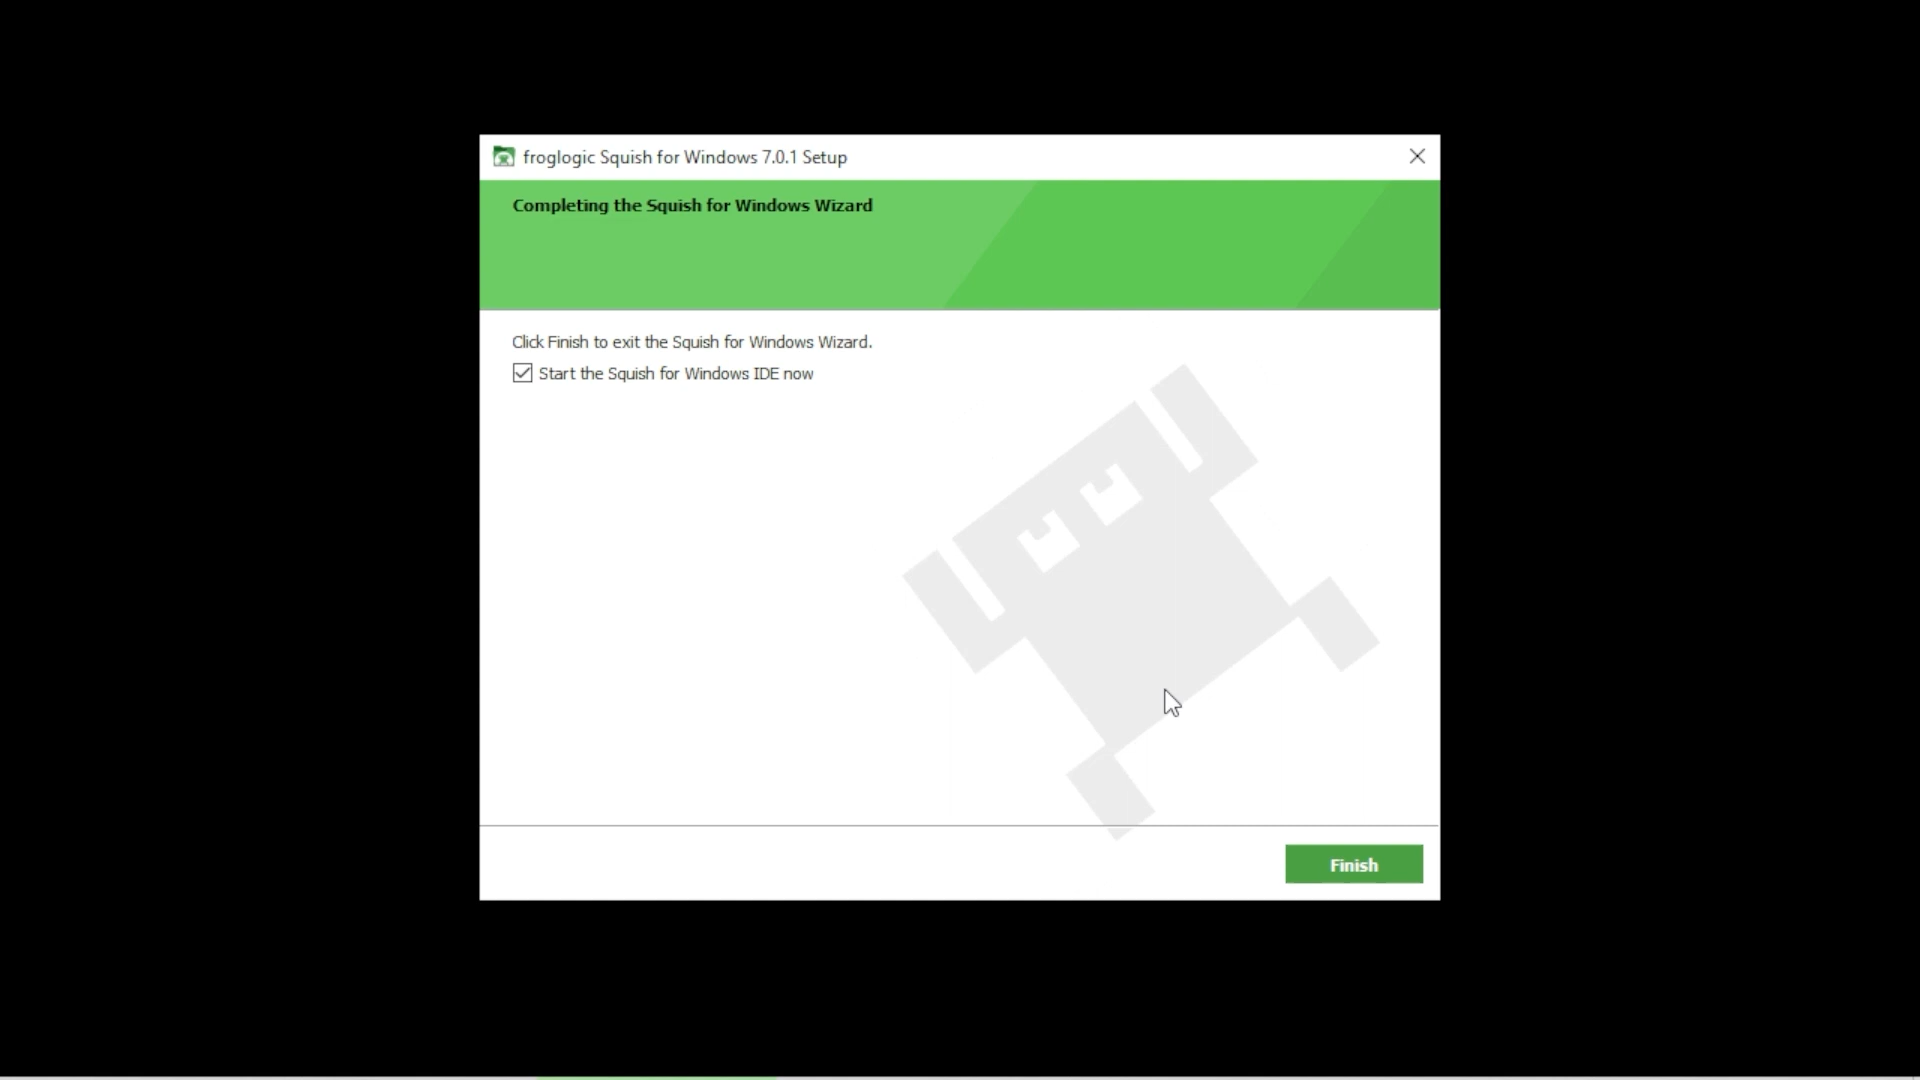 froglogic Squish for Windows 7.0.1 Setup
Completing the Squish for Windows Wizard
Click Finish to exit the Squish for Windows Wizard.
Start the Squish for Windows IDE now
Finish